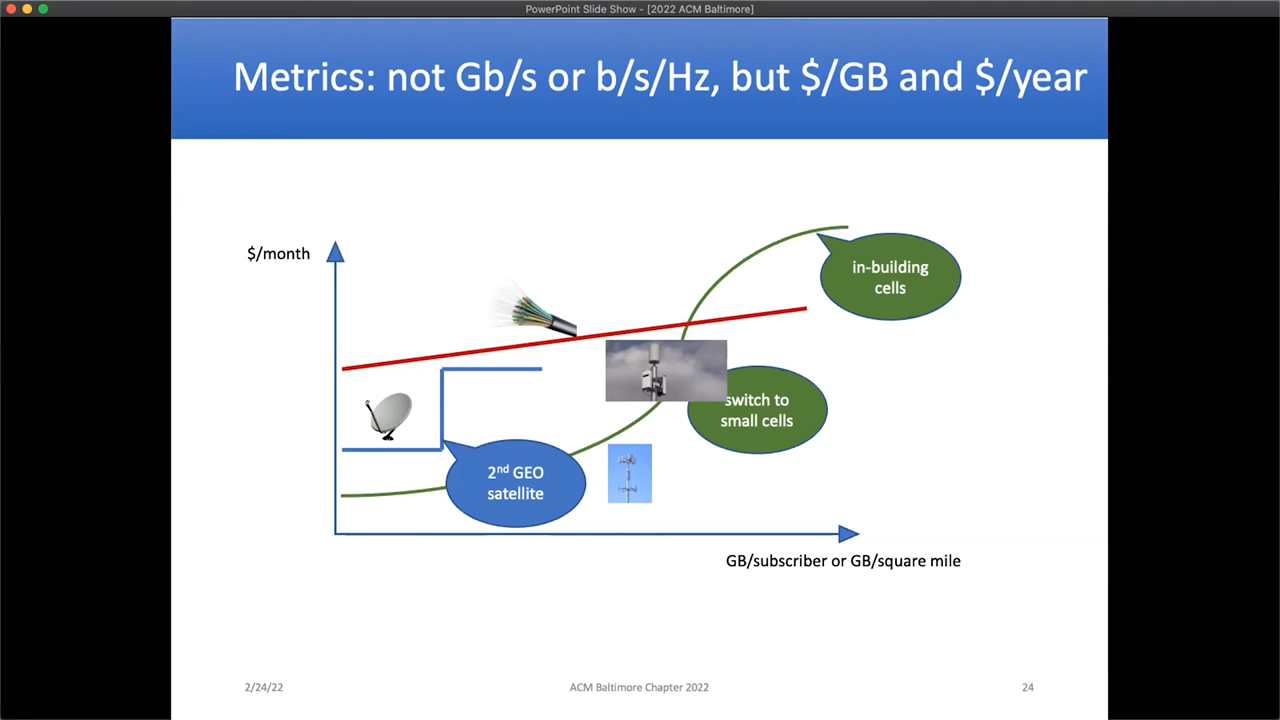 PowerPoint Slide Show - [2022 ACM Baltimore]
Metrics: not Gb/s or b/s/Hz, but $/GB and $/year
$/month
in-building
cells
switch to
small cells
2nd GEO
satellite
GB/subscriber or GB/square mile
2/24/22
ACM Baltimore Chapter 2022
24